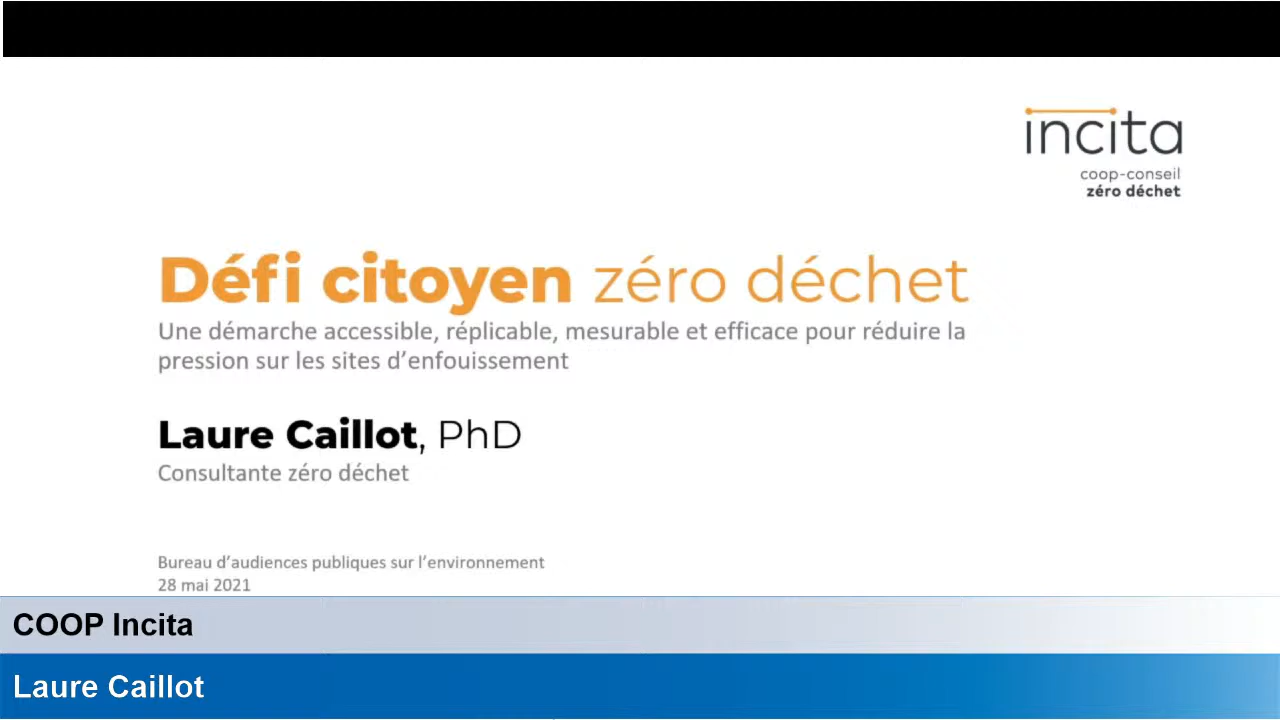 incita
coop-conseil
zéro déchet
Défi citoyen zéro déchet
Une démarche accessible, réplicable, mesurable et efficace pour réduire la
pression sur les sites d'enfouissement
Laure Caillot, PhD
Consultante zéro déchet
Bureau d'audiences publiques sur l'environnement
28 mai 2021
COOP Incita
Laure Caillot